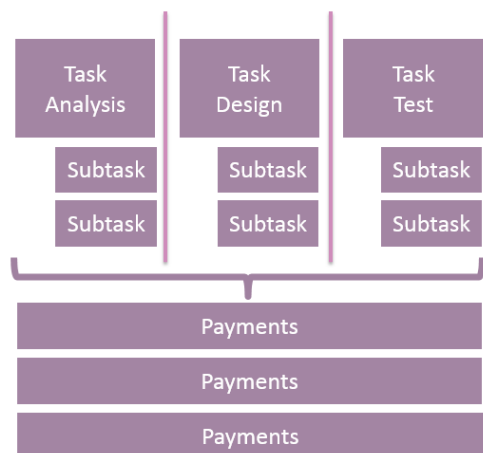 Task
Analysis
Task
Design
Task
Test
Subtask
Subtask
Subtask
Subtask
Subtask
Subtask
Payments
Payments
Payments